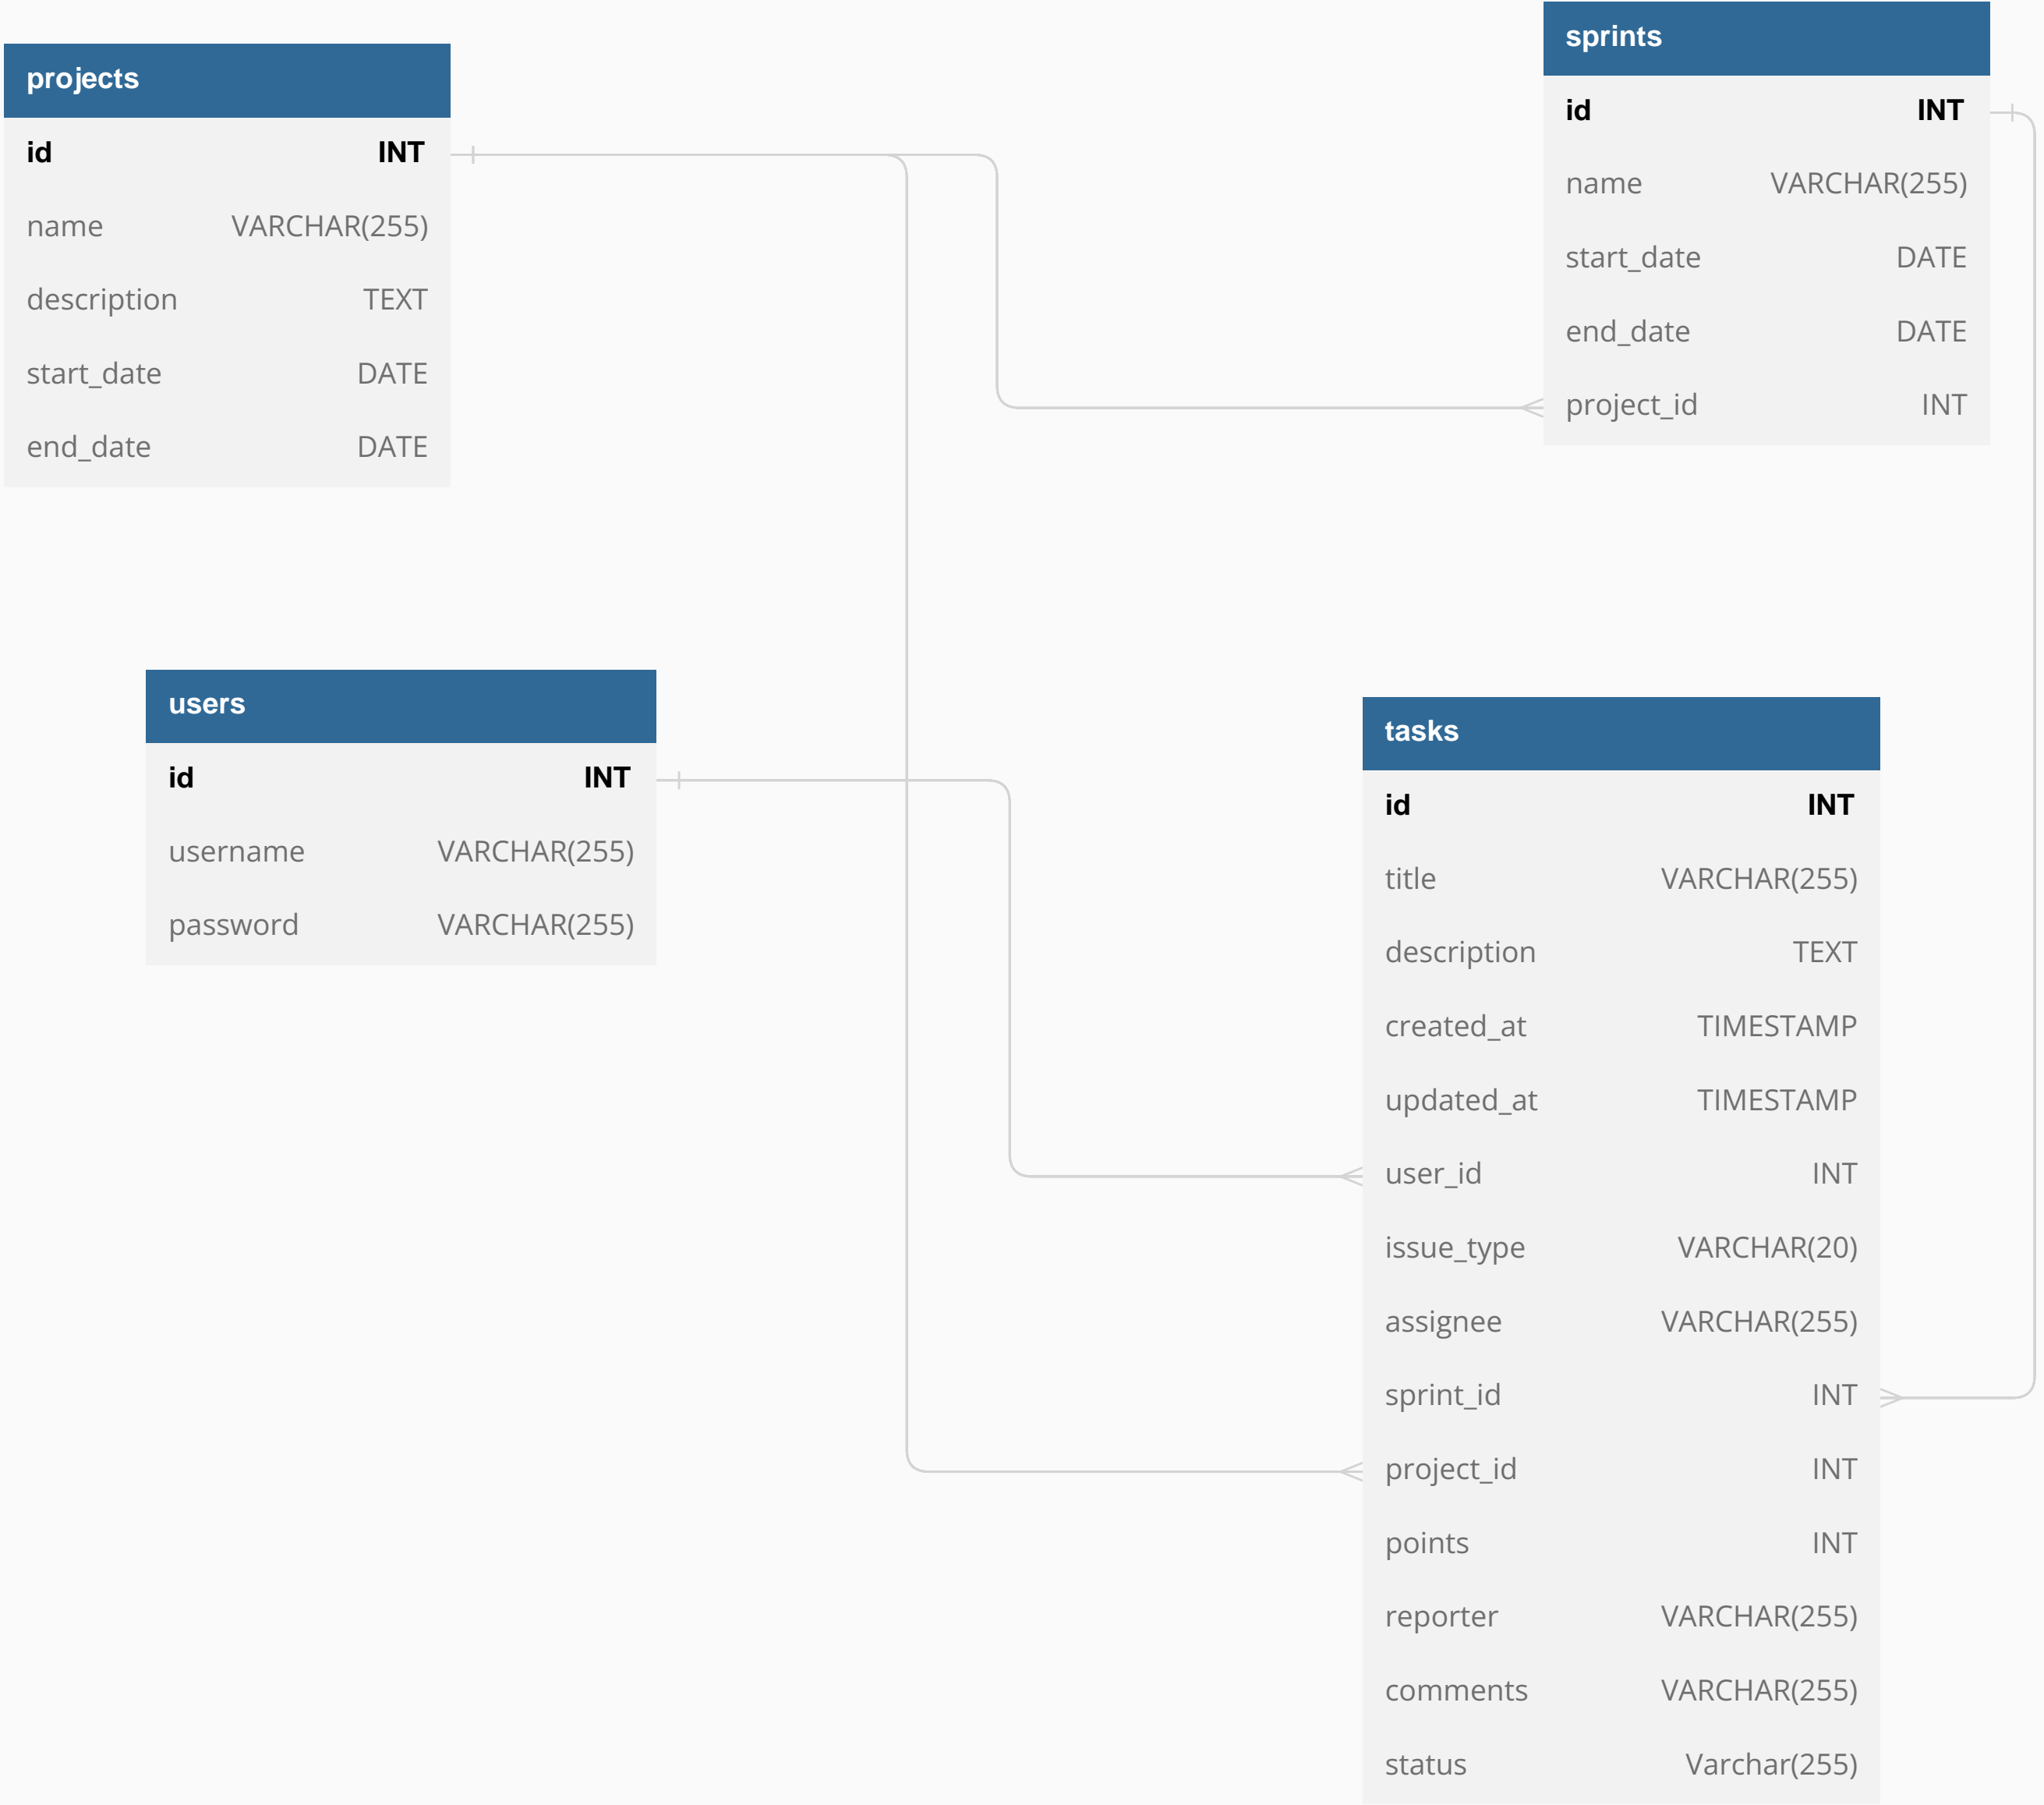 projects
id INT
name VARCHAR(255)
description TEXT
start_date DATE
end_date DATE
sprints
id INT
name VARCHAR(255)
start_date DATE
end_date DATE
project_id INT
users
id INT
username VARCHAR(255)
password VARCHAR(255)
tasks
id INT
title VARCHAR(255)
description TEXT
created_at TIMESTAMP
updated_at TIMESTAMP
user_id INT
issue_type VARCHAR(20)
assignee VARCHAR(255)
sprint_id INT
project_id INT
points INT
reporter VARCHAR(255)
comments VARCHAR(255)
status Varchar(255)